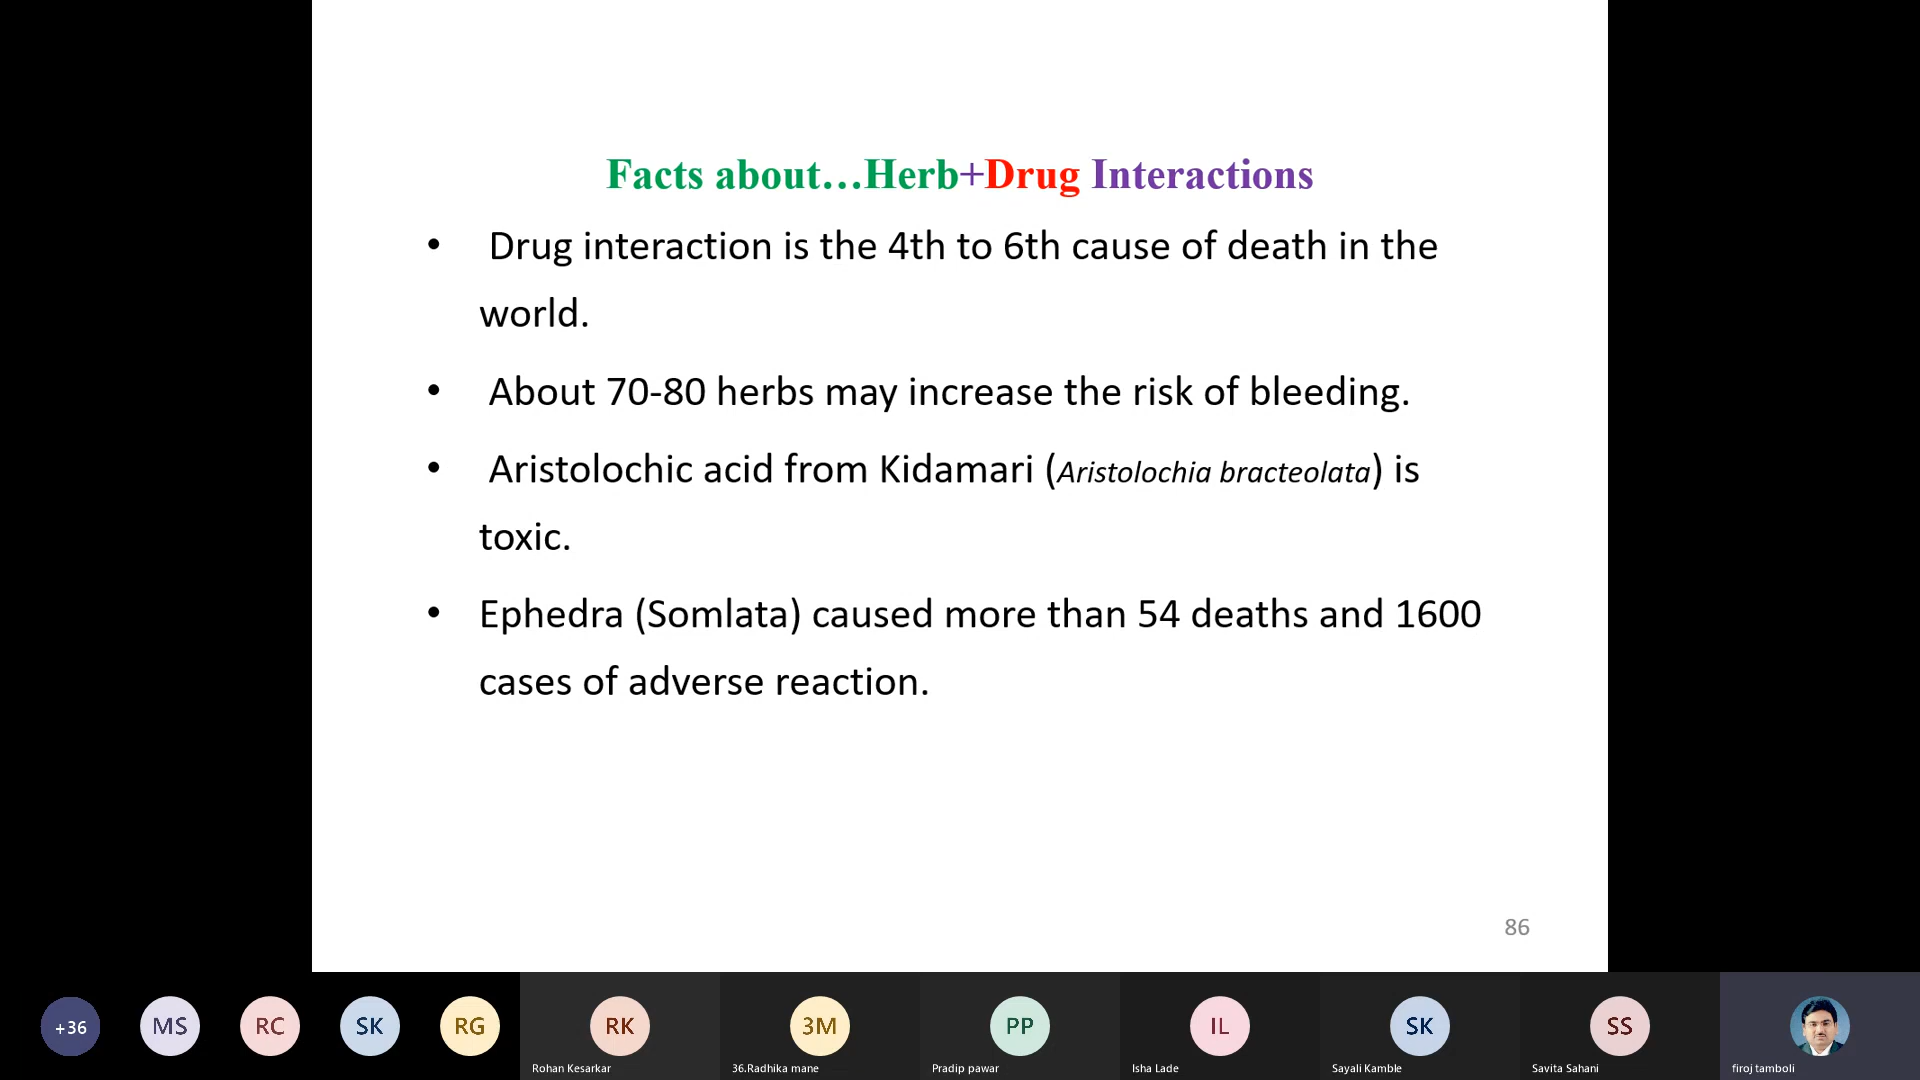 Facts about…Herb+Drug Interactions
• Drug interaction is the 4th to 6th cause of death in the
world.
• About 70-80 herbs may increase the risk of bleeding.
• Aristolochic acid from Kidamari (Aristolochia bracteolata) is
toxic.
• Ephedra (Somlata) caused more than 54 deaths and 1600
cases of adverse reaction.
86
+36 MS RC SK RG RK 3M PP IL SK SS
Rohan Kesarkar 36.Radhika mane Pradip pawar Isha Lade Sayali Kamble Savita Sahani firoj tamboli